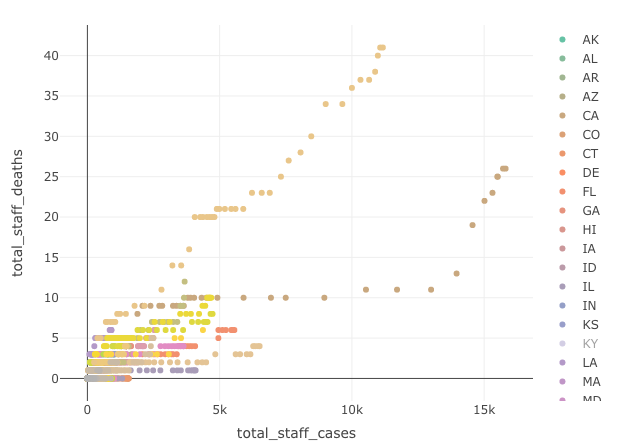 40
35
30
25
20
15
10
5
0
total_staff_deaths
0
5k
10k
15k
total_staff_cases
AK
AL
AR
AZ
CA
CO
CT
DE
FL
GA
HI
IA
ID
IL
IN
KS
KY
LA
MA
MD